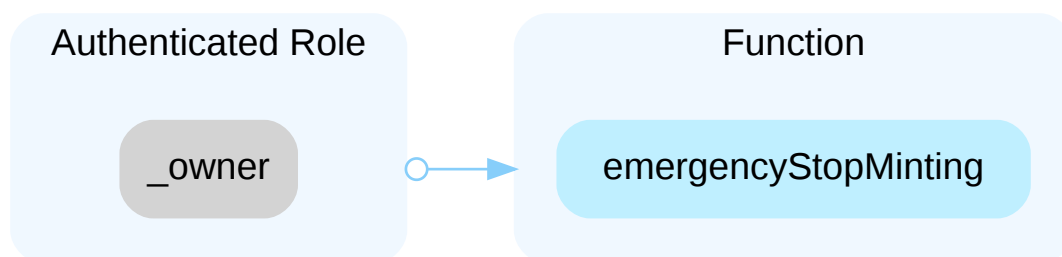 Authenticated Role
_owner
Function
emergencyStopMinting